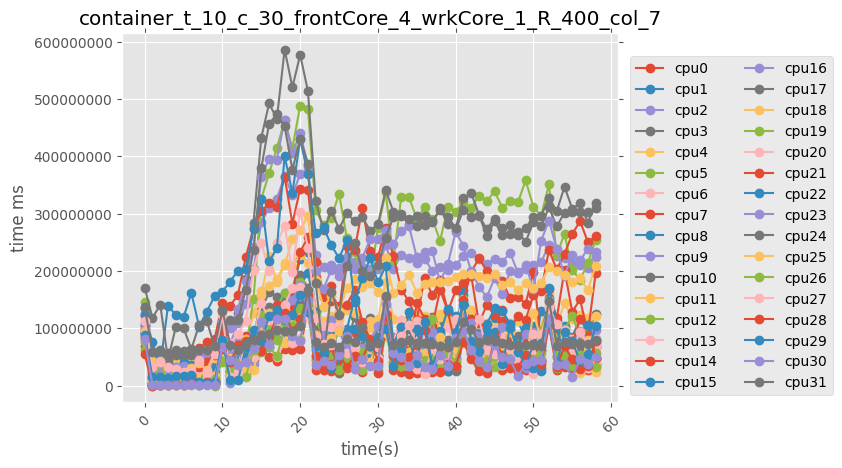 container_t_10_c_30_frontCore_4_wrkCore_1_R_400_col_7
600000000
500000000
400000000
300000000
200000000
100000000
0
time ms
0
10
20
30
40
50
60
time(s)
cpu0
cpu1
cpu2
cpu3
cpu4
cpu5
cpu6
cpu7
cpu8
cpu9
cpu10
cpu11
cpu12
cpu13
cpu14
cpu15
cpu16
cpu17
cpu18
cpu19
cpu20
cpu21
cpu22
cpu23
cpu24
cpu25
cpu26
cpu27
cpu28
cpu29
cpu30
cpu31